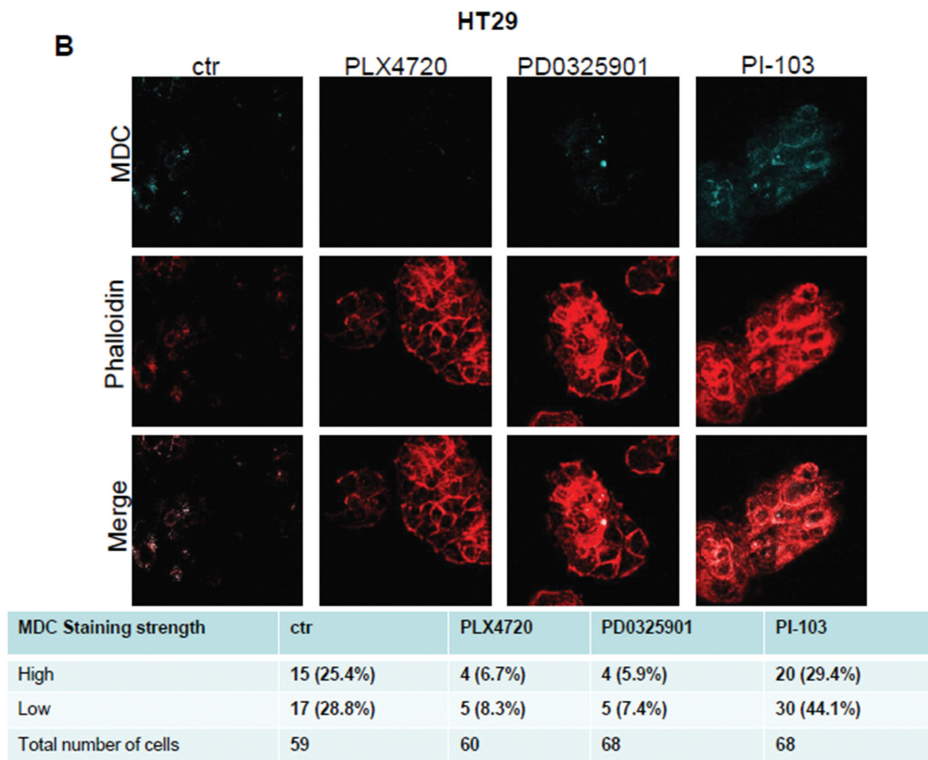 HT29
B
ctr PLX4720 PD0325901 PI-103
MDC
Phalloidin
Merge
MDC Staining strength ctr PLX4720 PD0325901 PI-103
High 15 (25.4%) 4 (6.7%) 4 (5.9%) 20 (29.4%)
Low 17 (28.8%) 5 (8.3%) 5 (7.4%) 30 (44.1%)
Total number of cells 59 60 68 68